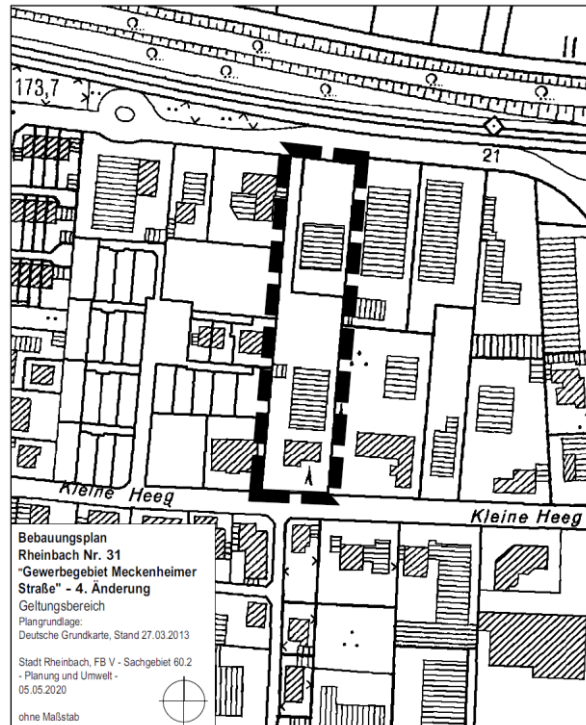 173,7
21
Kleine Heeg
Kleine Heeg
Bebauungsplan
Rheinbach Nr. 31
"Gewerbegebiet Meckenheimer
Straße" - 4. Änderung
Geltungsbereich
Plangrundlage:
Deutsche Grundkarte, Stand 27.03.2013
Stadt Rheinbach, FB V - Sachgebiet 60.2
- Planung und Umwelt -
05.05.2020
ohne Maßstab